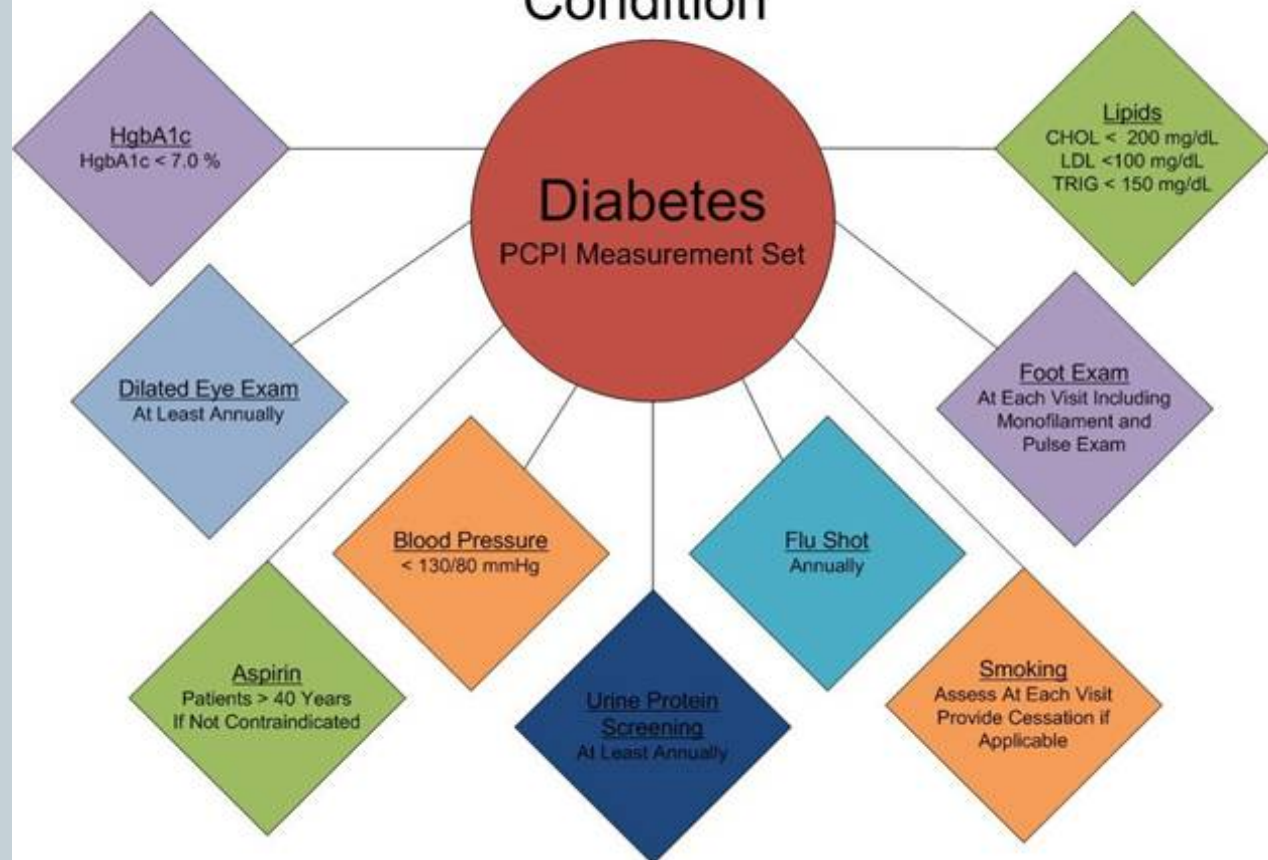 Condition
Diabetes
PCPI Measurement Set
HgbA1c
HgbA1c < 7.0 %
Lipids
CHOL < 200 mg/dL
LDL <100 mg/dL
TRIG < 150 mg/dL
Dilated Eye Exam
At Least Annually
Foot Exam
At Each Visit Including
Monofilament and
Pulse Exam
Blood Pressure
< 130/80 mmHg
Flu Shot
Annually
Aspirin
Patients > 40 Years
If Not Contraindicated
Urine Protein
Screening
At Least Annually
Smoking
Assess At Each Visit
Provide Cessation if
Applicable